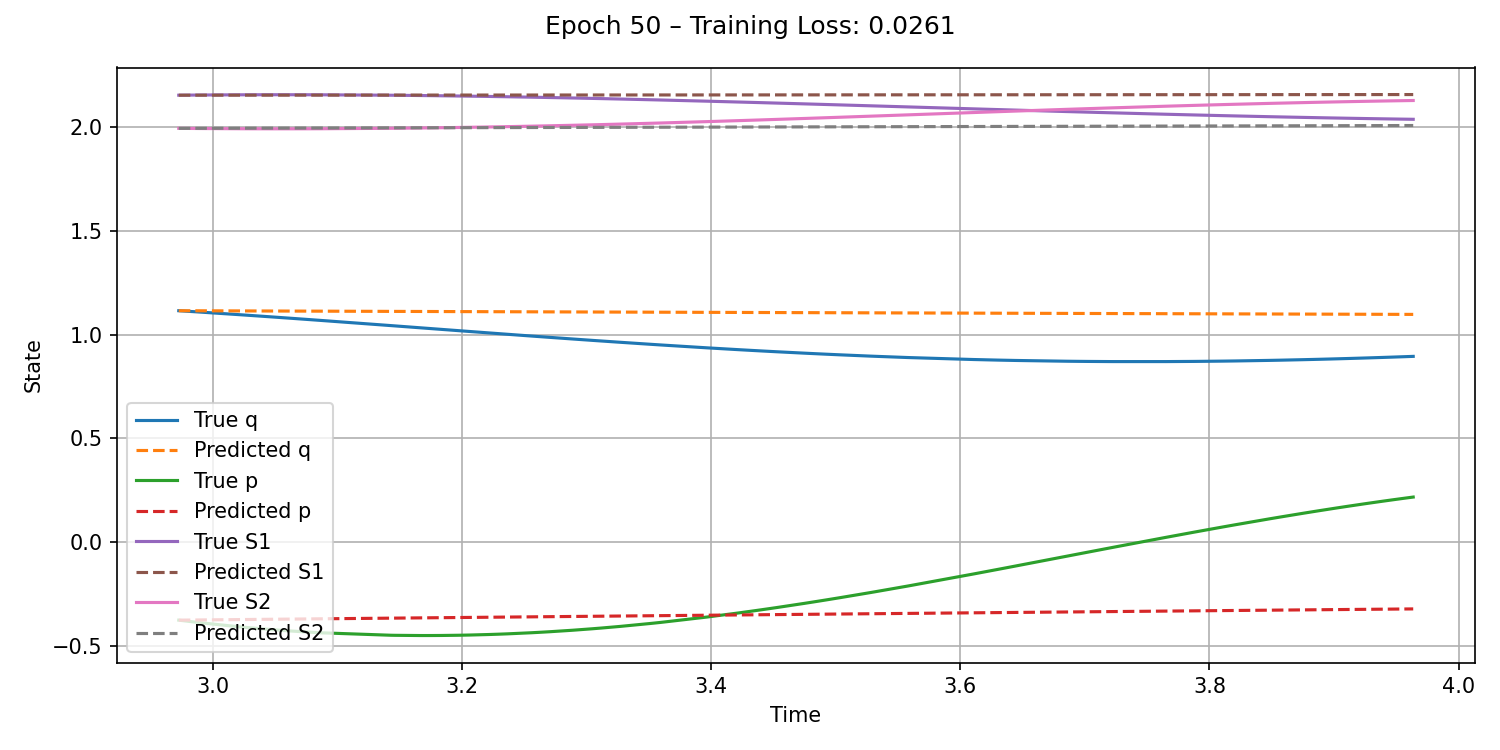 Epoch 50 – Training Loss: 0.0261
State
2.0
1.5
1.0
0.5
0.0
−0.5
True q
Predicted q
True p
Predicted p
True S1
Predicted S1
True S2
Predicted S2
3.0 3.2 3.4 3.6 3.8 4.0
Time